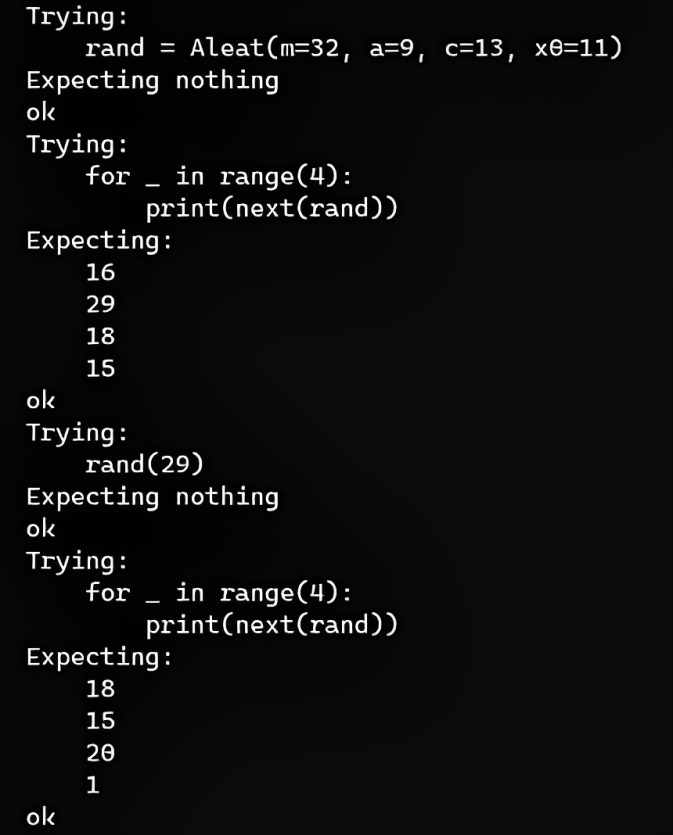 Trying:
    rand = Aleat(m=32, a=9, c=13, x0=11)
Expecting nothing
ok
Trying:
    for _ in range(4):
        print(next(rand))
Expecting:
    16
    29
    18
    15
ok
Trying:
    rand(29)
Expecting nothing
ok
Trying:
    for _ in range(4):
        print(next(rand))
Expecting:
    18
    15
    20
    1
ok